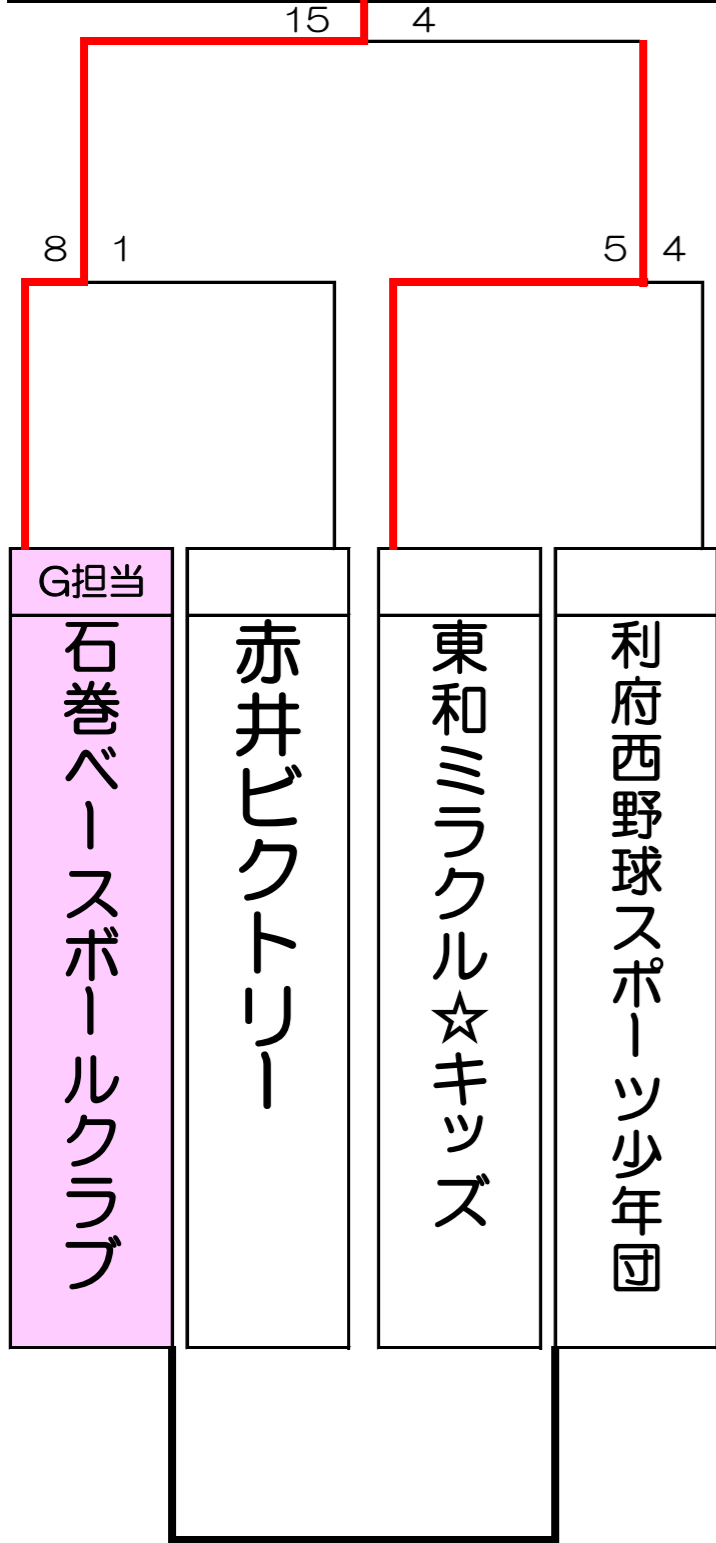 15 4
8 1
5 4
G担当
石巻ベースボールクラブ
赤井ビクトリー
東和ミラクル☆キッズ
利府西野球スポーツ少年団